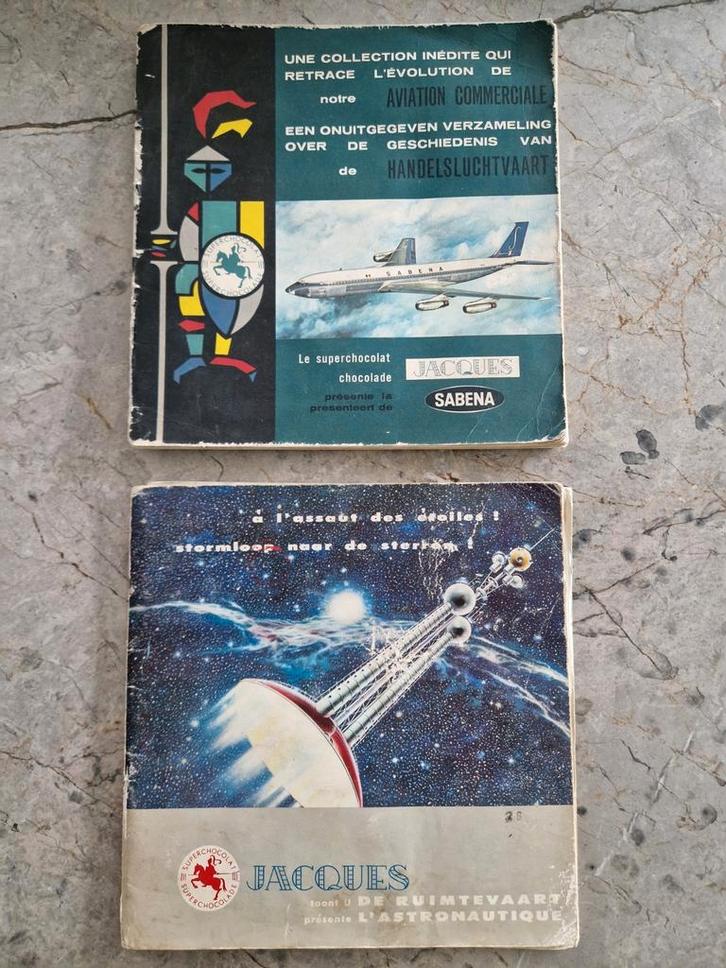 UNE COLLECTION INÉDITE QUI
RETRACE L'ÉVOLUTION DE
notre AVIATION COMMERCIALE
EEN ONUITGEGEVEN VERZAMELING
OVER DE GESCHIEDENIS VAN
de HANDELSLUCHTVAART
SUPERCHOCOLAT
SABENA
Le superchocolat
chocolade
JACQUES
présente la
presenteert de
SABENA
à l'assaut des étoiles !
stormloop naar de sterren !
36
SUPERCHOCOLAT
SUPERCHOCOLADE
JACQUES
toont U DE RUIMTEVAART
présente L'ASTRONAUTIQUE